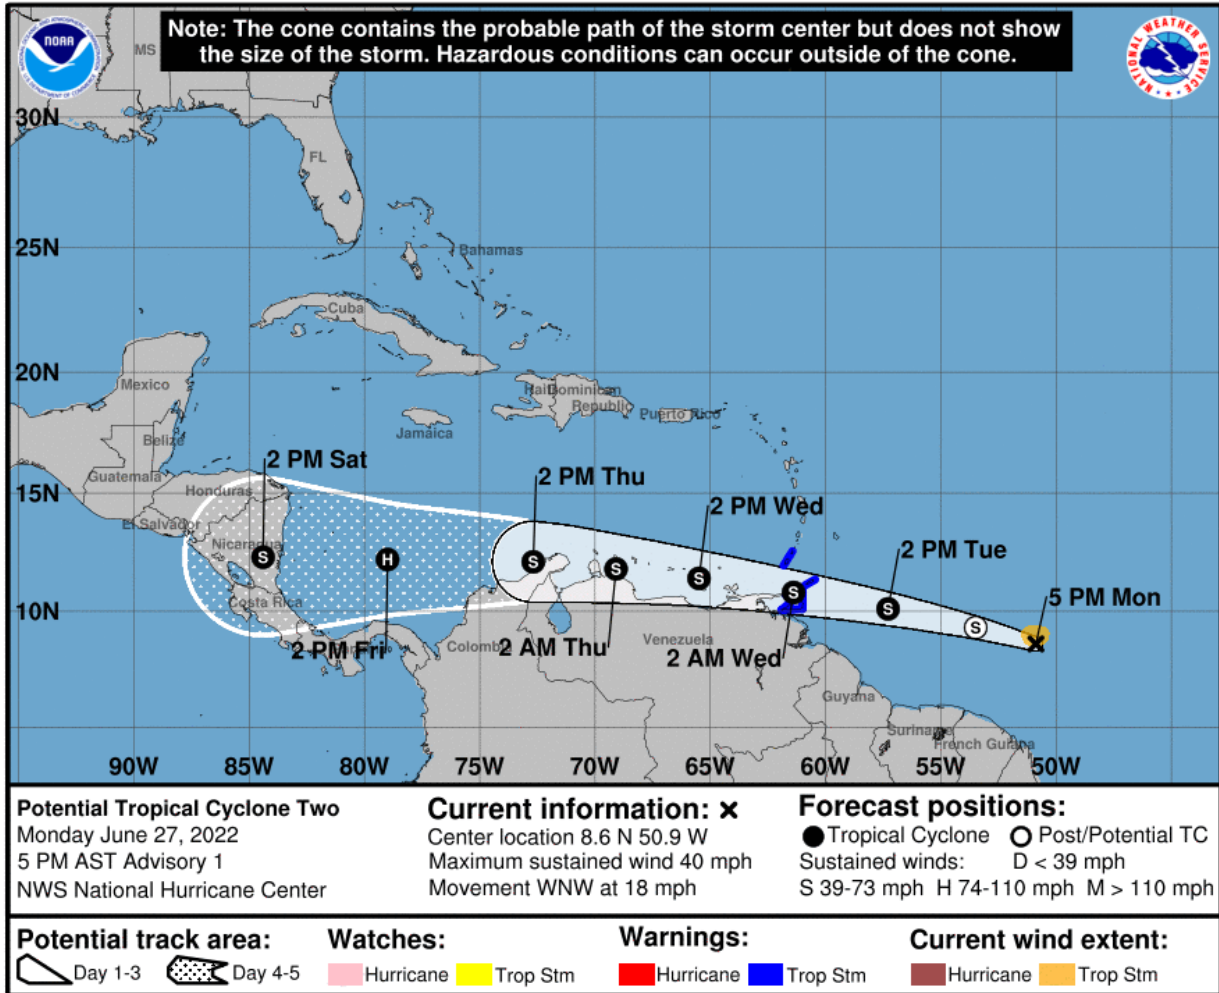 Note: The cone contains the probable path of the storm center but does not show
the size of the storm. Hazardous conditions can occur outside of the cone.
NOAA
NATIONAL WEATHER SERVICE
MS
30N
FL
25N
Bahamas
Cuba
20N
Mexico
Dominican
Republic
Puerto Rico
Jamaica
Belize
2 PM Sat
Guatemala
15N
Honduras
2 PM Thu
2 PM Wed
El Salvador
Nicaragua
2 PM Tue
S
H
S
S
S
S
S
S
5 PM Mon
Costa Rica
10N
2 PM Fri
Colombia
2 AM Thu
Venezuela
2 AM Wed
Guyana
Suriname
French Guiana
90W 85W 80W 75W 70W 65W 60W 55W 50W
Potential Tropical Cyclone Two
Monday June 27, 2022
5 PM AST Advisory 1
NWS National Hurricane Center
Current information: ×
Center location 8.6 N 50.9 W
Maximum sustained wind 40 mph
Movement WNW at 18 mph
Forecast positions:
Tropical Cyclone Post/Potential TC
Sustained winds: D < 39 mph
S 39-73 mph H 74-110 mph M > 110 mph
Potential track area:
Day 1-3 Day 4-5
Watches:
Hurricane Trop Stm
Warnings:
Hurricane Trop Stm
Current wind extent:
Hurricane Trop Stm